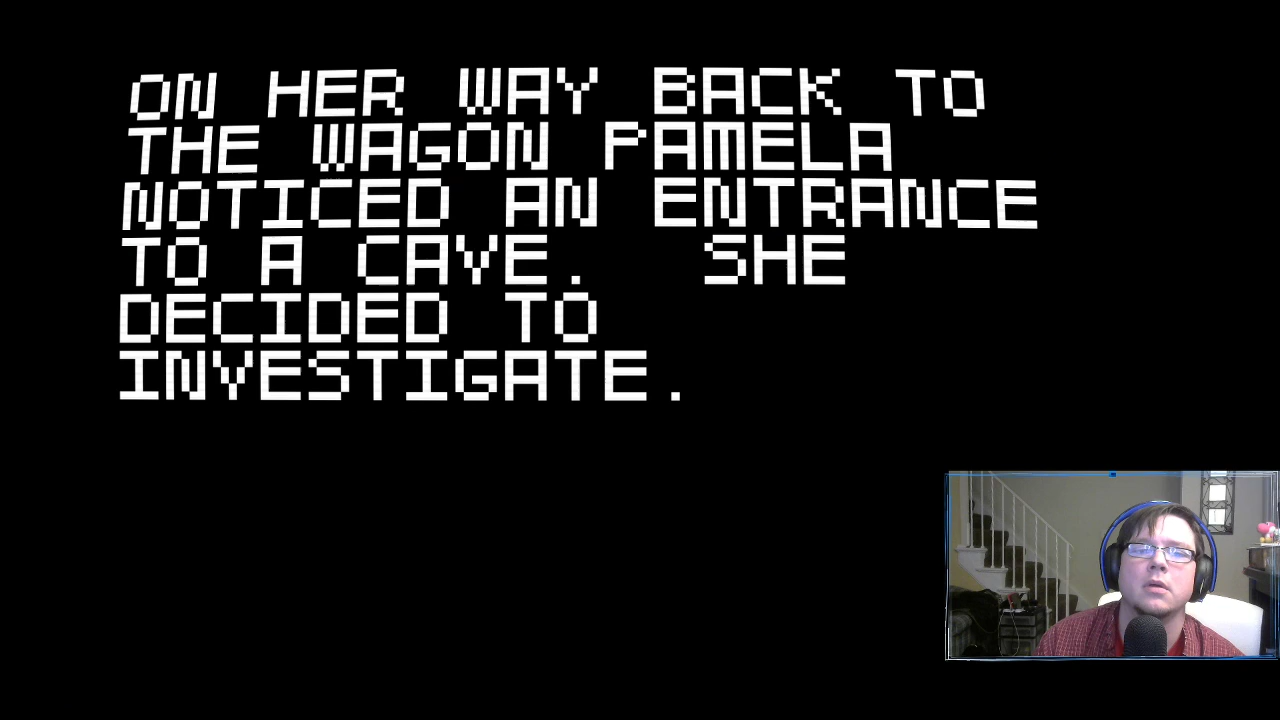 ON HER WAY BACK TO
THE WAGON PAMELA
NOTICED AN ENTRANCE
TO A CAVE.  SHE
DECIDED TO
INVESTIGATE.